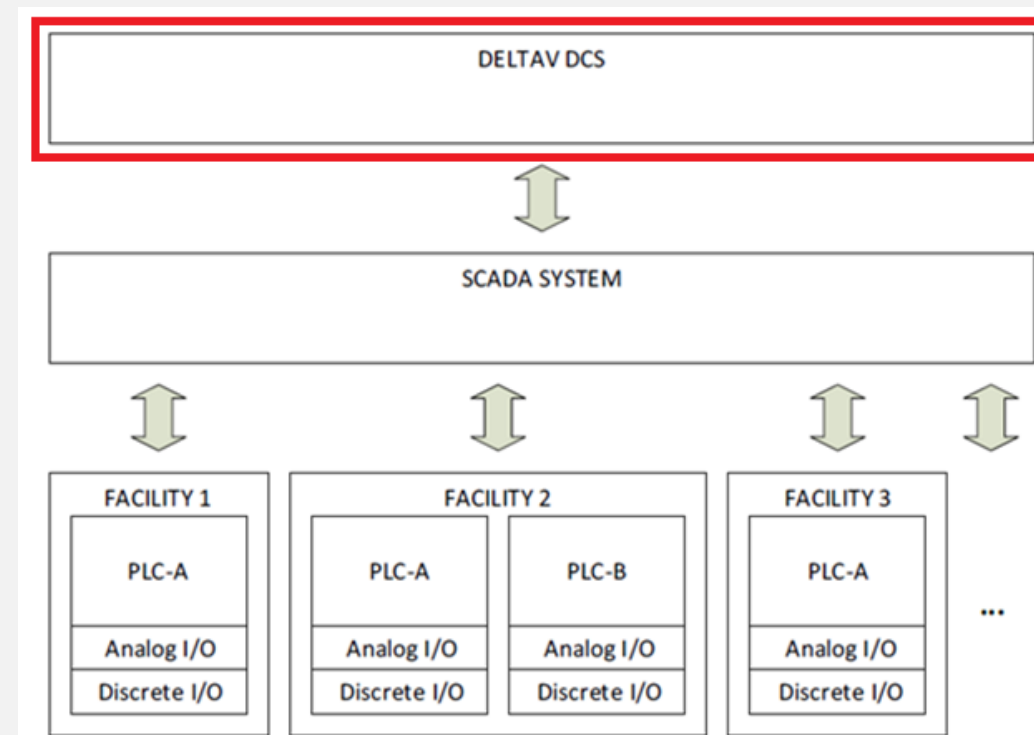 DELTAV DCS
SCADA SYSTEM
FACILITY 1
PLC-A
Analog I/O
Discrete I/O
FACILITY 2
PLC-A
Analog I/O
Discrete I/O
PLC-B
Analog I/O
Discrete I/O
FACILITY 3
PLC-A
Analog I/O
Discrete I/O
...